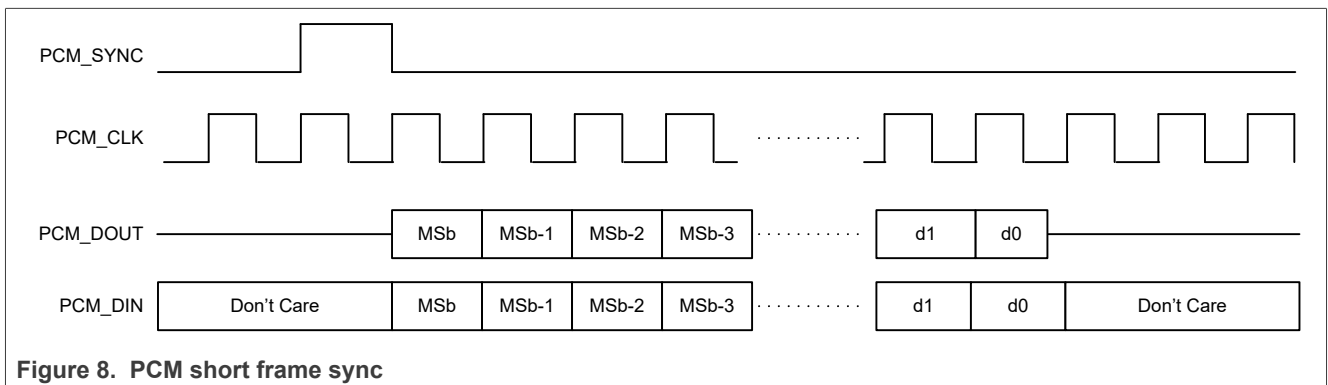 PCM_SYNC
PCM_CLK
PCM_DOUT MSb MSb-1 MSb-2 MSb-3 d1 d0
PCM_DIN Don't Care MSb MSb-1 MSb-2 MSb-3 d1 d0 Don't Care
Figure 8. PCM short frame sync